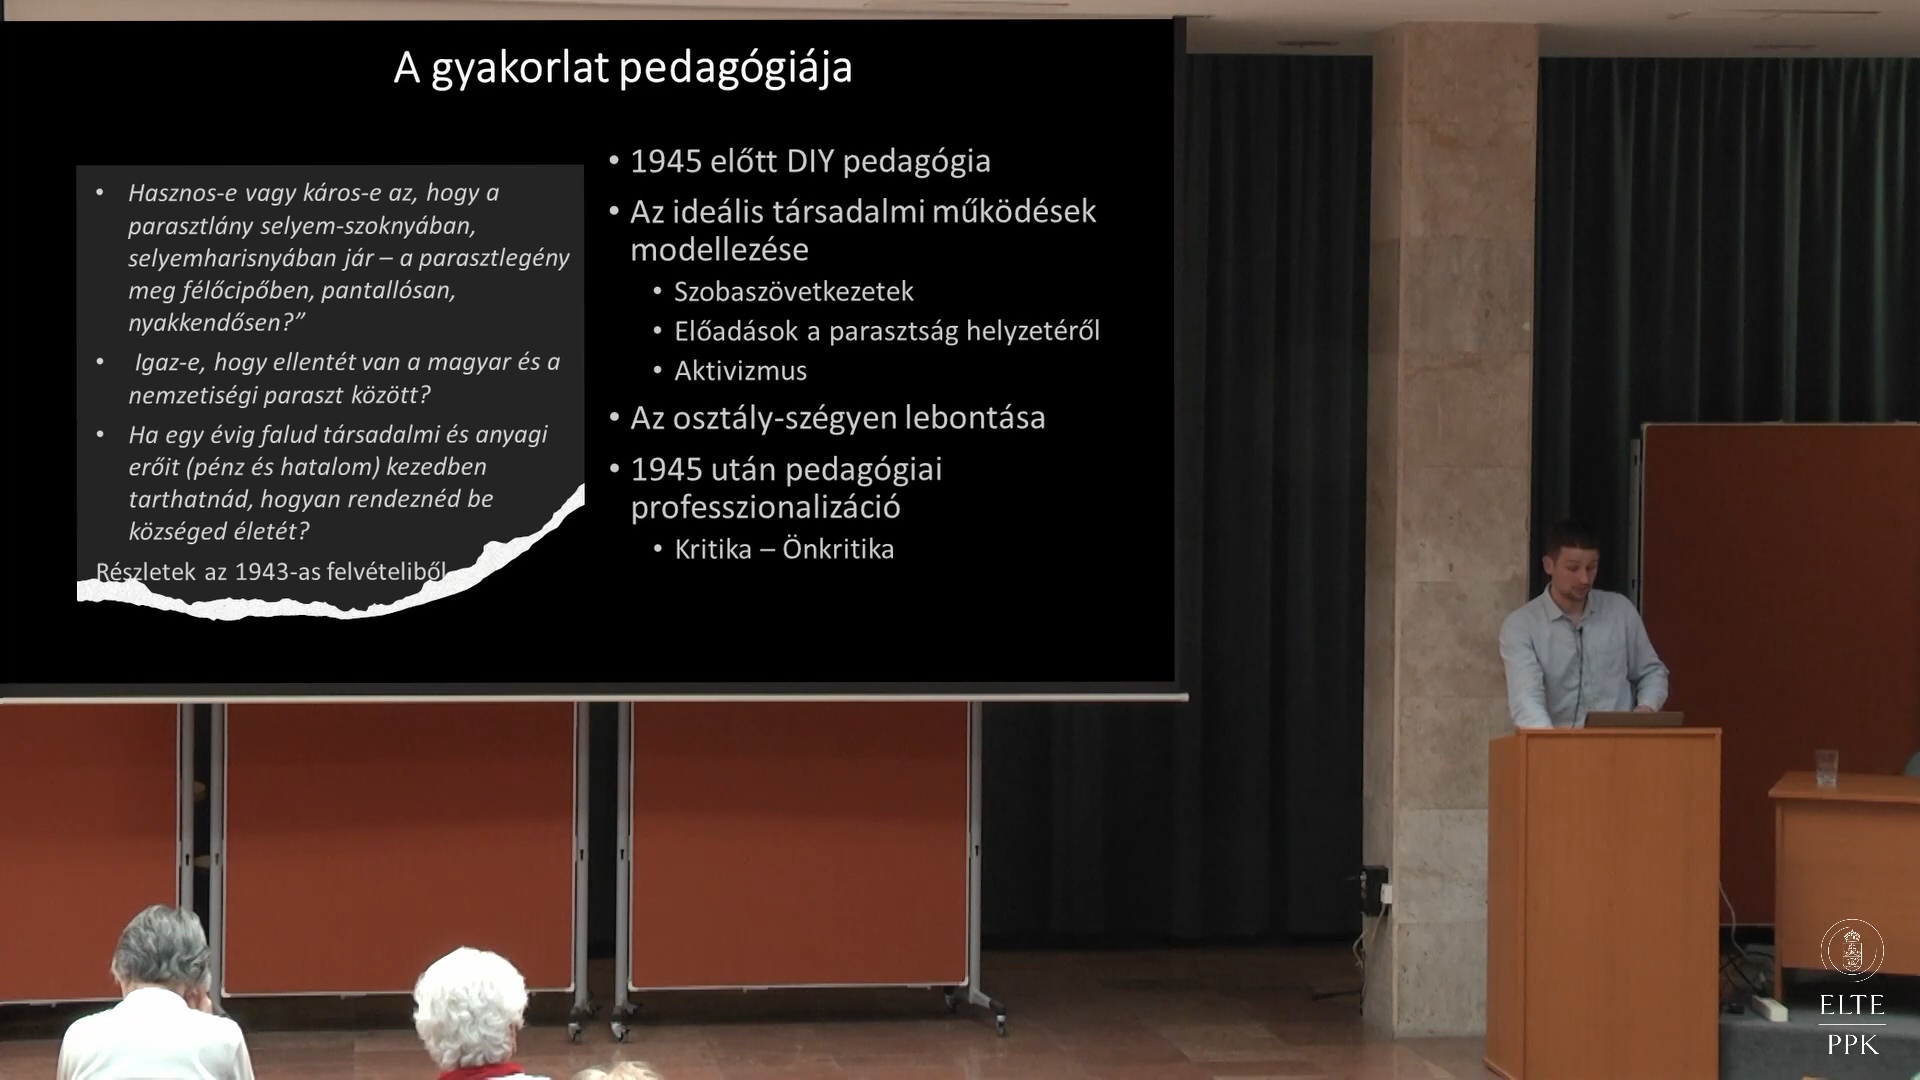 A gyakorlat pedagógiája
• Hasznos-e vagy káros-e az, hogy a
parasztlány selyem-szoknyában,
selyemharisnyában jár – a parasztlegény
meg félőcipőben, pantallósan,
nyakkendősen?”
• Igaz-e, hogy ellentét van a magyar és a
nemzetiségi paraszt között?
• Ha egy évig falud társadalmi és anyagi
erőit (pénz és hatalom) kezedben
tarthatnád, hogyan rendeznéd be
községed életét?
Részletek az 1943-as felvételiből
• 1945 előtt DIY pedagógia
• Az ideális társadalmi működések
modellezése
• Szobaszövetkezetek
• Előadások a parasztság helyzetéről
• Aktivizmus
• Az osztály-szégyen lebontása
• 1945 után pedagógiai
professzionalizáció
• Kritika – Önkritika
ELTE
PPK